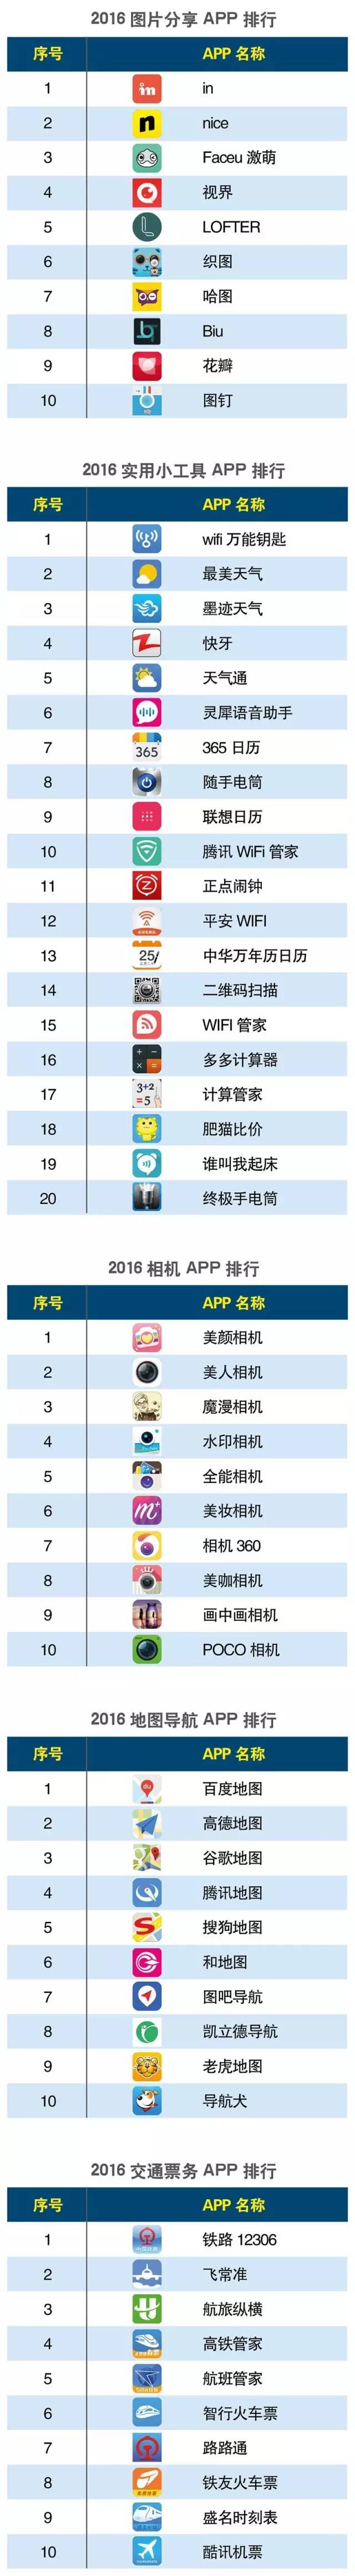 2016 图片分享 APP 排行
序号 APP 名称
1 in
2 nice
3 Faceu 激萌
4 视界
5 LOFTER
6 织图
7 哈图
8 Biu
9 花瓣
10 图钉
2016 实用小工具 APP 排行
序号 APP 名称
1 wifi 万能钥匙
2 最美天气
3 墨迹天气
4 快牙
5 天气通
6 灵犀语音助手
7 365 365 日历
8 随手电筒
9 联想日历
10 腾讯 WiFi 管家
11 正点闹钟
12 平安 WIFI
13 25 中华万年历日历
14 二维码扫描
15 WIFI 管家
16 多多计算器
17 3+2=5 计算管家
18 肥猫比价
19 谁叫我起床
20 终极手电筒
2016 相机 APP 排行
序号 APP 名称
1 美颜相机
2 美人相机
3 魔漫相机
4 水印相机
5 全能相机
6 美妆相机
7 相机 360
8 美咖相机
9 画中画相机
10 POCO 相机
2016 地图导航 APP 排行
序号 APP 名称
1 du 百度地图
2 高德地图
3 谷歌地图
4 腾讯地图
5 搜狗地图
6 和地图
7 图吧导航
8 凯立德导航
9 老虎地图
10 导航犬
2016 交通票务 APP 排行
序号 APP 名称
1 铁路 12306
2 飞常准
3 航旅纵横
4 高铁管家
5 航班管家
6 智行火车票
7 路路通
8 铁友火车票
9 盛名时刻表
10 酷讯机票